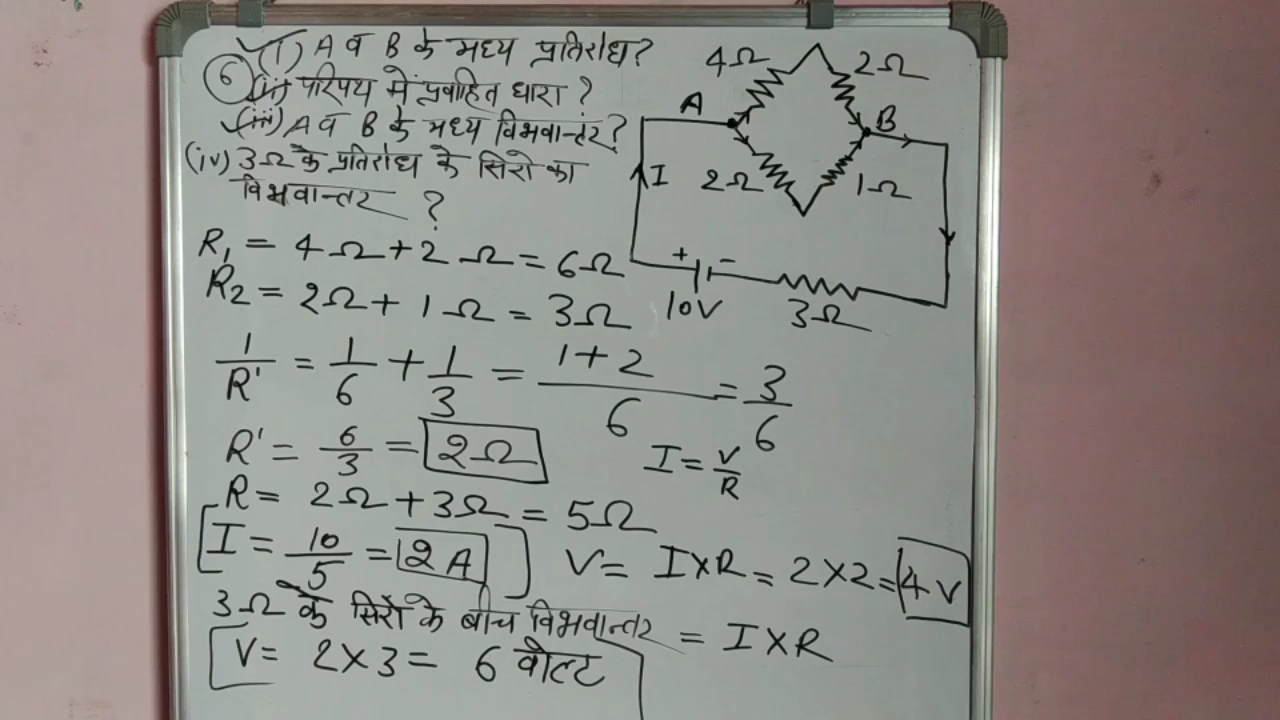 (i) A व B के मध्य प्रतिरोध?
6 (ii) परिपथ में प्रवाहित धारा?
(iii) A व B के मध्य विभवान्तर?
(iv) 3Ω के प्रतिरोध के सिरों का
विभवान्तर ?
4Ω 2Ω
A B
I 2Ω 1Ω
+ -
10V 3Ω
R₁ = 4Ω + 2Ω = 6Ω
R₂ = 2Ω + 1Ω = 3Ω
1/R' = 1/6 + 1/3 = (1+2)/6 = 3/6
R' = 6/3 = 2Ω
I = V/R
R = 2Ω + 3Ω = 5Ω
I = 10/5 = 2A
V = I×R = 2×2 = 4V
3Ω के सिरों के बीच विभवान्तर = I×R
V = 2×3 = 6 वोल्ट